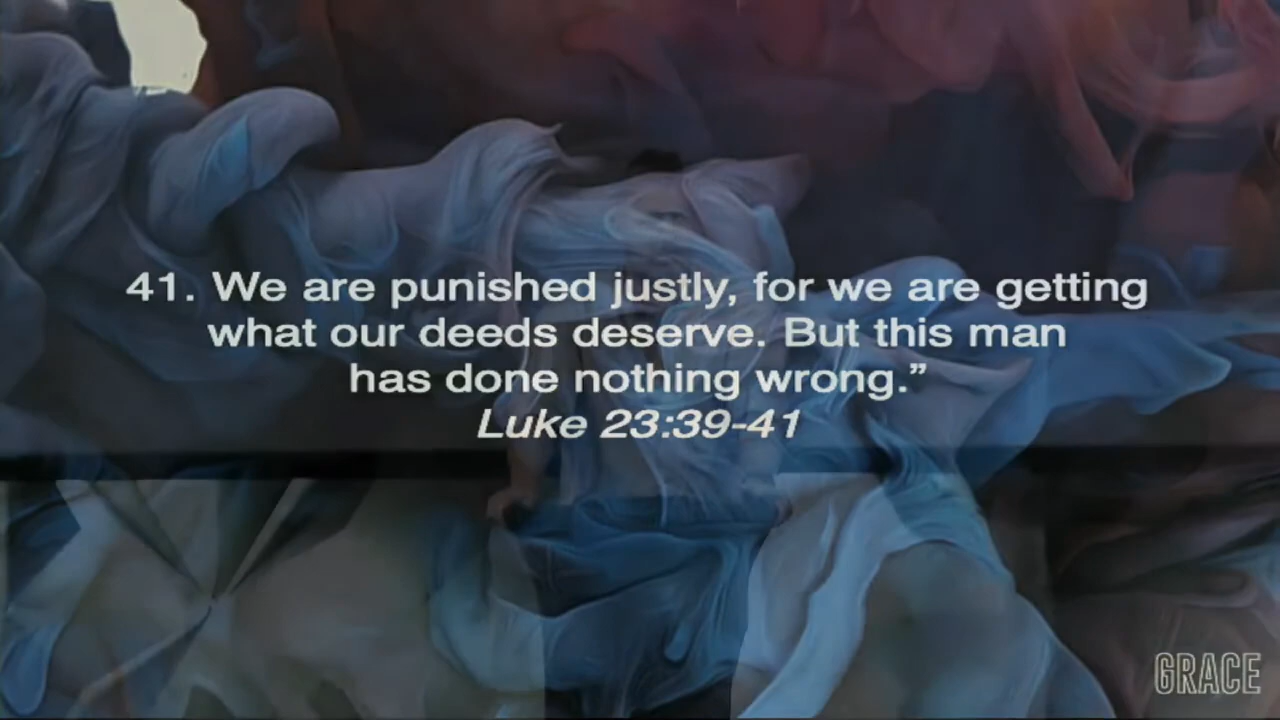 41. We are punished justly, for we are getting
what our deeds deserve. But this man
has done nothing wrong.”
Luke 23:39-41
GRACE